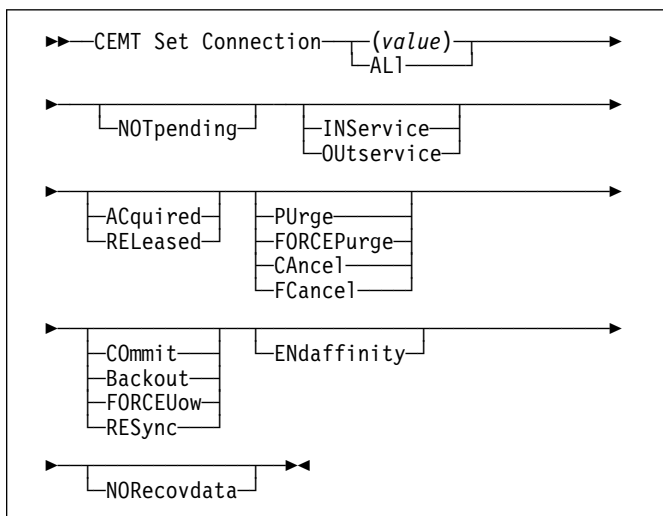 CEMT Set Connection (value)
ALl
NOTpending INService
OUtservice
ACquired PUrge
RELeased FORCEPurge
CAncel
FCancel
COmmit ENdaffinity
Backout
FORCEUow
RESync
NORecovdata